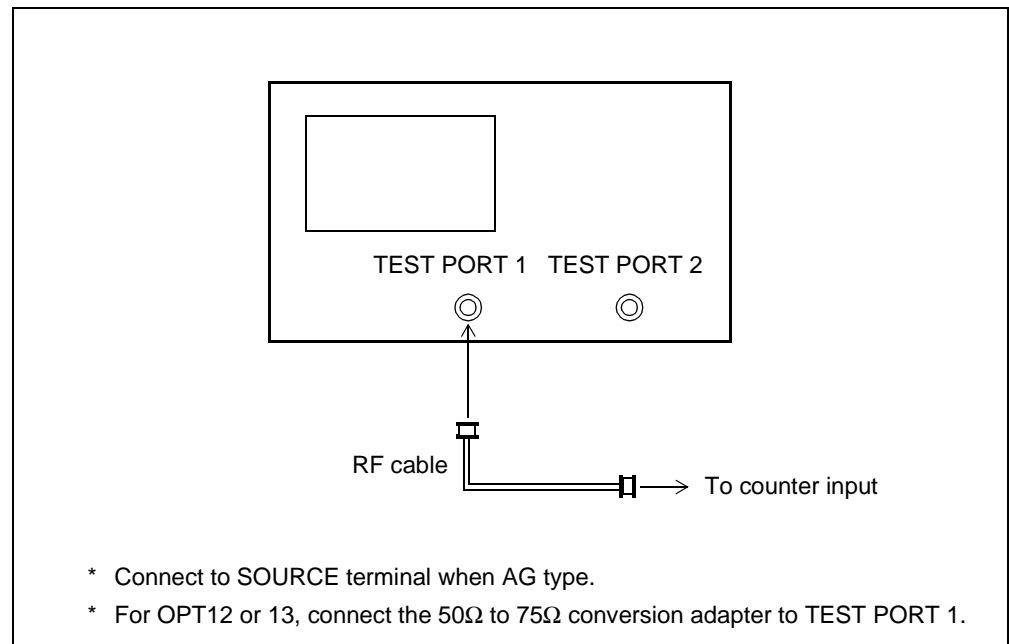 TEST PORT 1 TEST PORT 2
RF cable
To counter input
* Connect to SOURCE terminal when AG type.
* For OPT12 or 13, connect the 50Ω to 75Ω conversion adapter to TEST PORT 1.